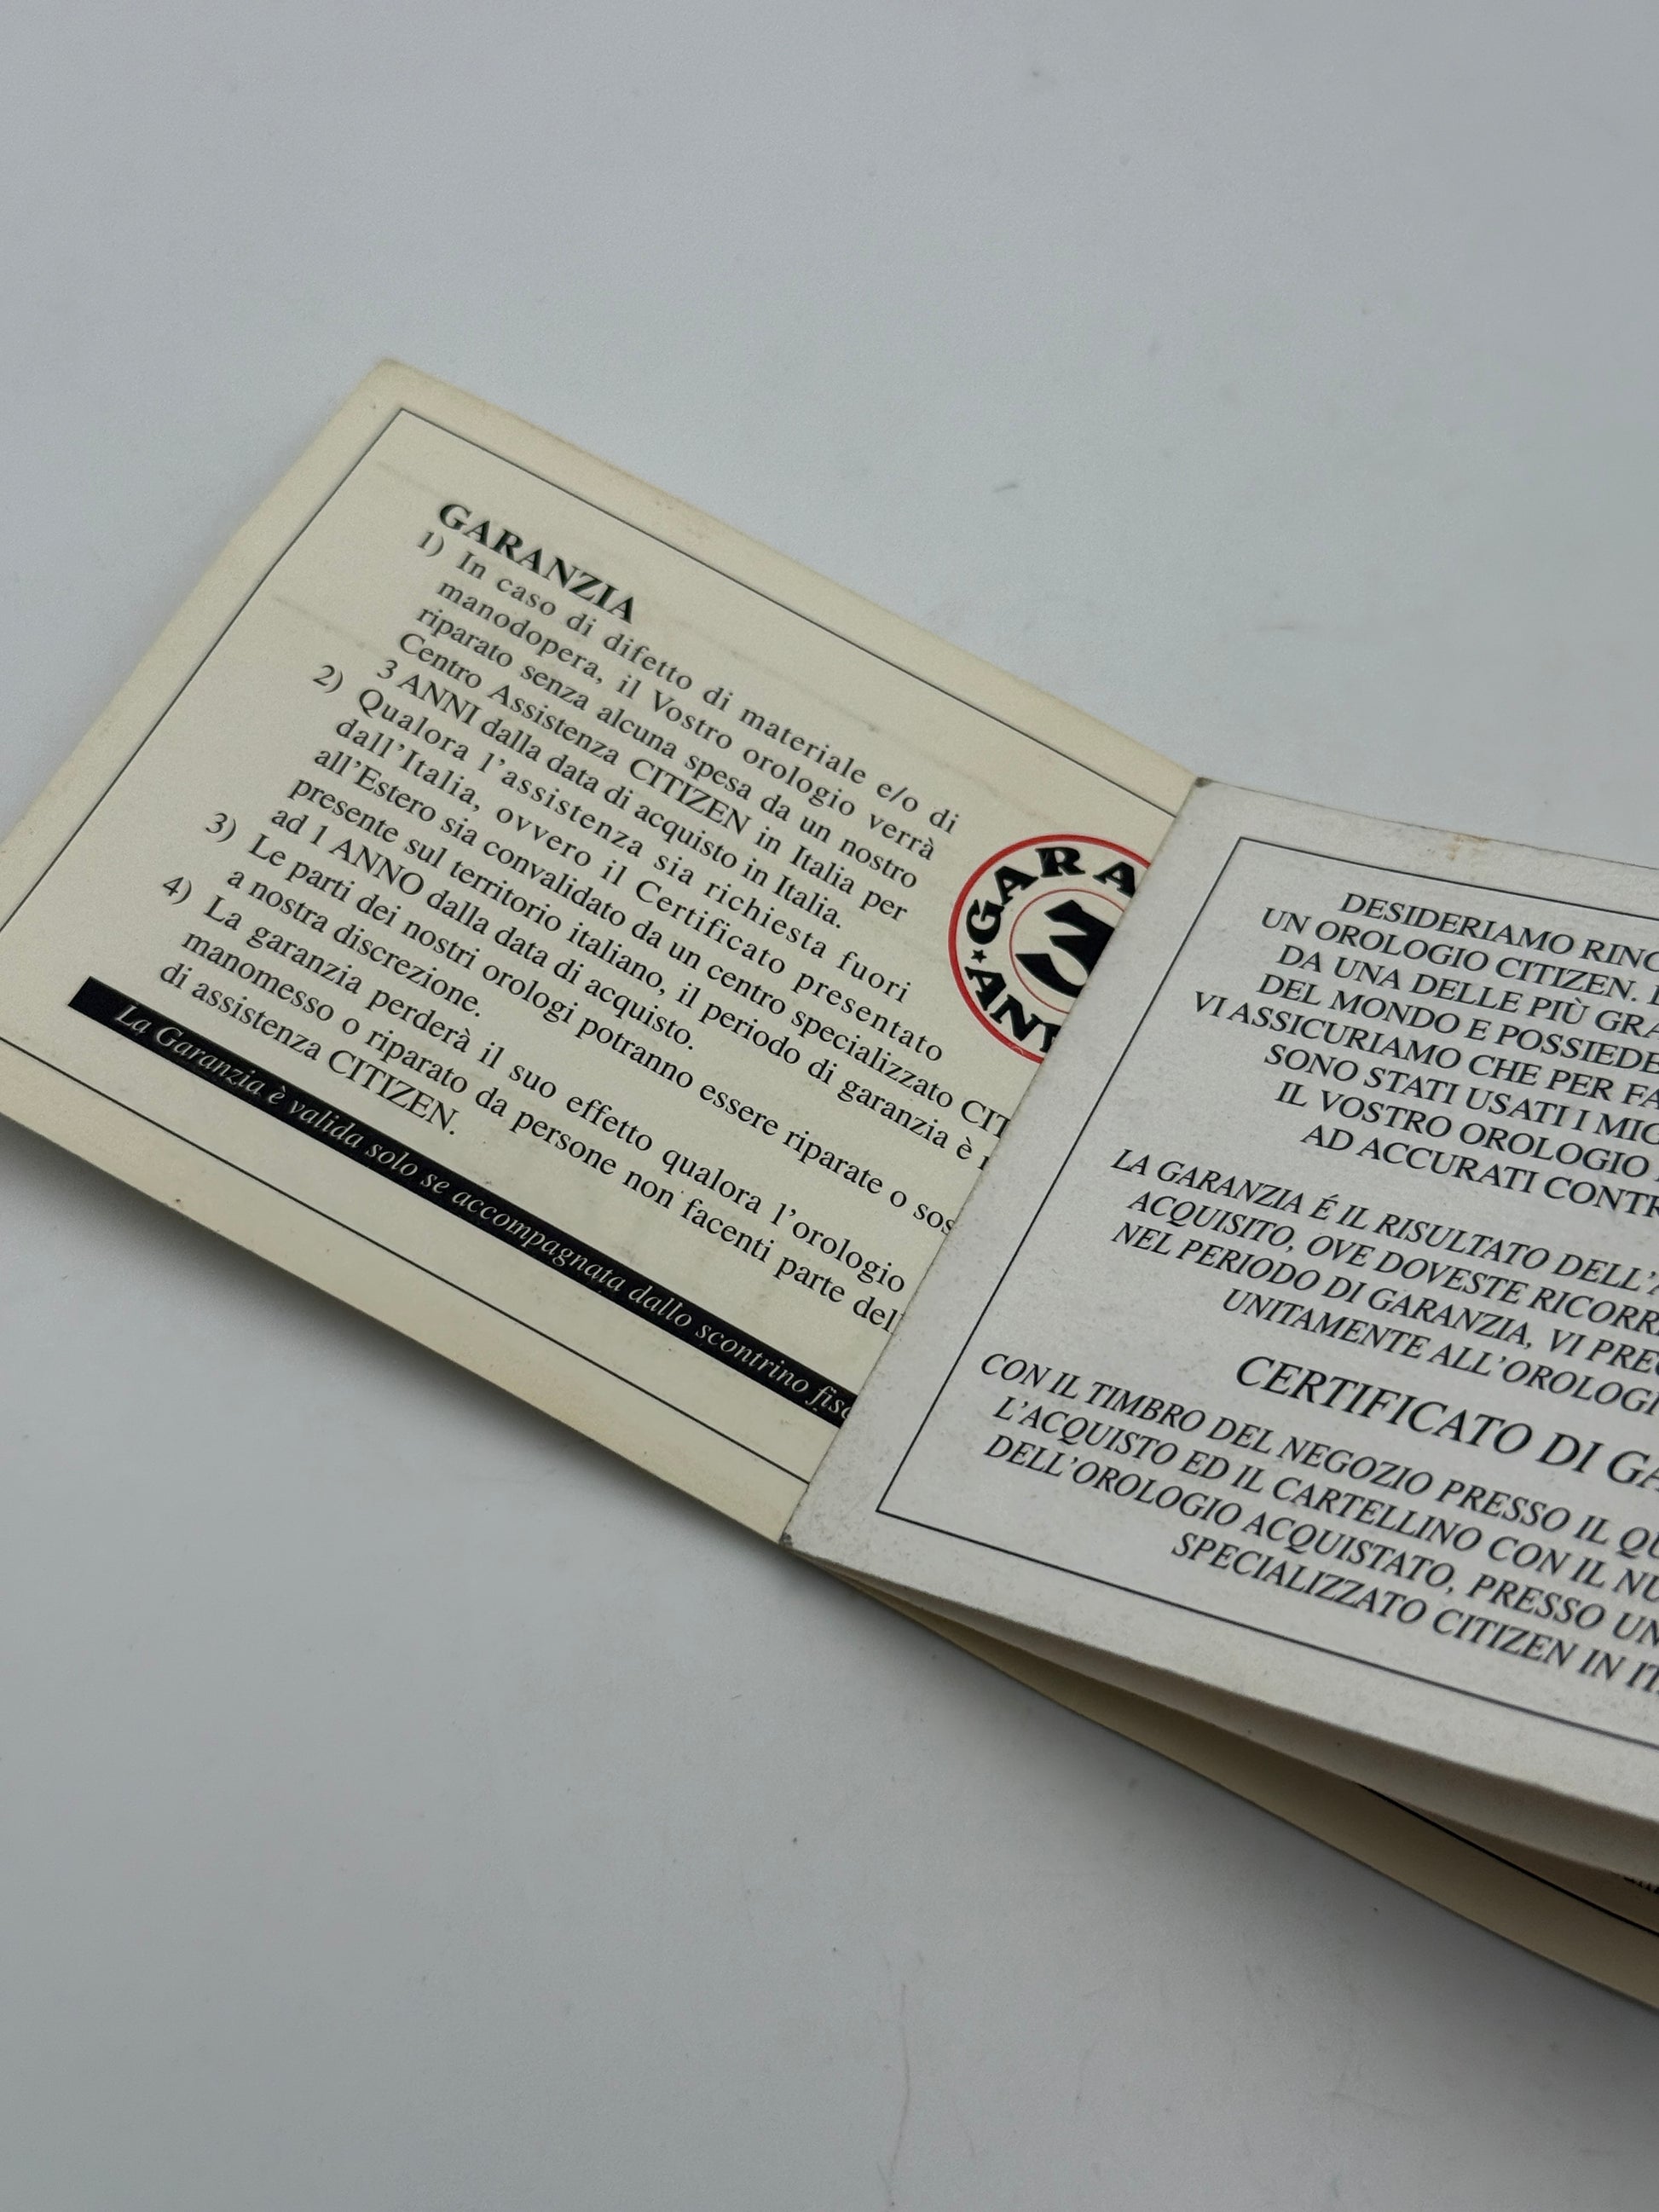 GARANZIA
1) In caso di difetto di materiale e/o di
manodopera, il Vostro orologio verrà
riparato senza alcuna spesa da un nostro
Centro Assistenza CITIZEN in Italia per
3 ANNI dalla data di acquisto in Italia.
2) Qualora l'assistenza sia richiesta fuori
dall'Italia, ovvero il Certificato presentato
all'Estero sia convalidato da un centro specializzato CIT
presente sul territorio italiano, il periodo di garanzia è
ad 1 ANNO dalla data di acquisto.
3) Le parti dei nostri orologi potranno essere riparate o sos
a nostra discrezione.
4) La garanzia perderà il suo effetto qualora l'orologio
manomesso o riparato da persone non facenti parte del
di assistenza CITIZEN.
La Garanzia è valida solo se accompagnata dallo scontrino fisc
GARA
3
ANN
DESIDERIAMO RING
UN OROLOGIO CITIZEN.
DA UNA DELLE PIÙ GRA
DEL MONDO E POSSIEDE
VI ASSICURIAMO CHE PER FA
SONO STATI USATI I MIG
IL VOSTRO OROLOGIO
AD ACCURATI CONTR
LA GARANZIA É IL RISULTATO DELL'A
ACQUISITO, OVE DOVESTE RICORR
NEL PERIODO DI GARANZIA, VI PREG
UNITAMENTE ALL'OROLOGI
CERTIFICATO DI GA
CON IL TIMBRO DEL NEGOZIO PRESSO IL QU
L'ACQUISTO ED IL CARTELLINO CON IL NU
DELL'OROLOGIO ACQUISTATO, PRESSO UN
SPECIALIZZATO CITIZEN IN IT